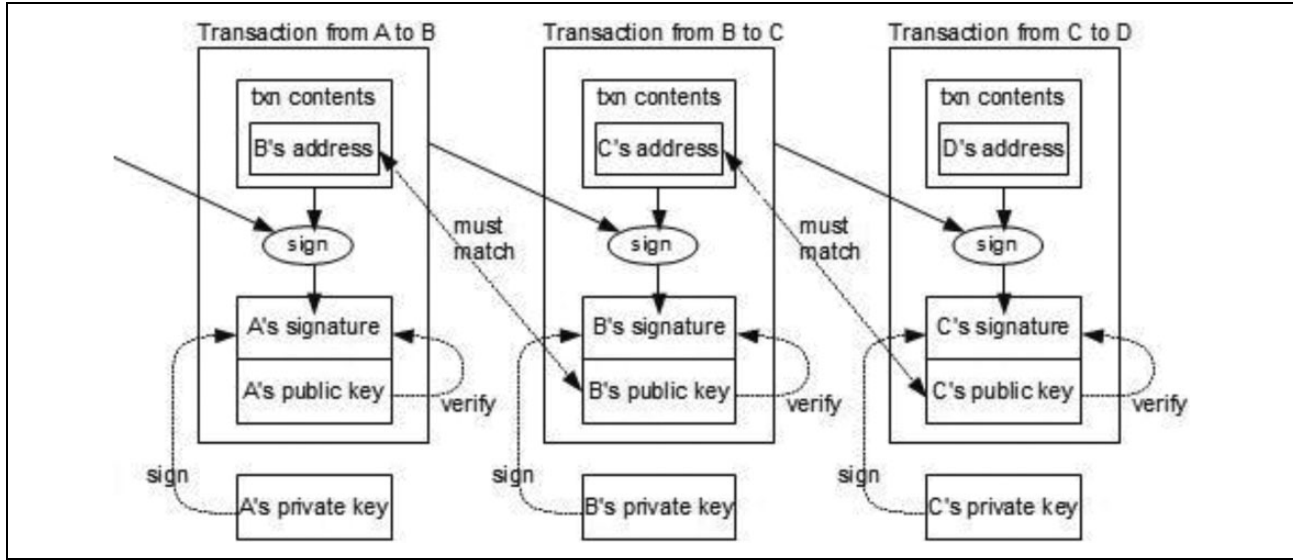 Transaction from A to B
txn contents
B's address
sign
A's signature
A's public key
verify
sign
A's private key
must
match
Transaction from B to C
txn contents
C's address
sign
B's signature
B's public key
verify
sign
B's private key
must
match
Transaction from C to D
txn contents
D's address
sign
C's signature
C's public key
verify
sign
C's private key